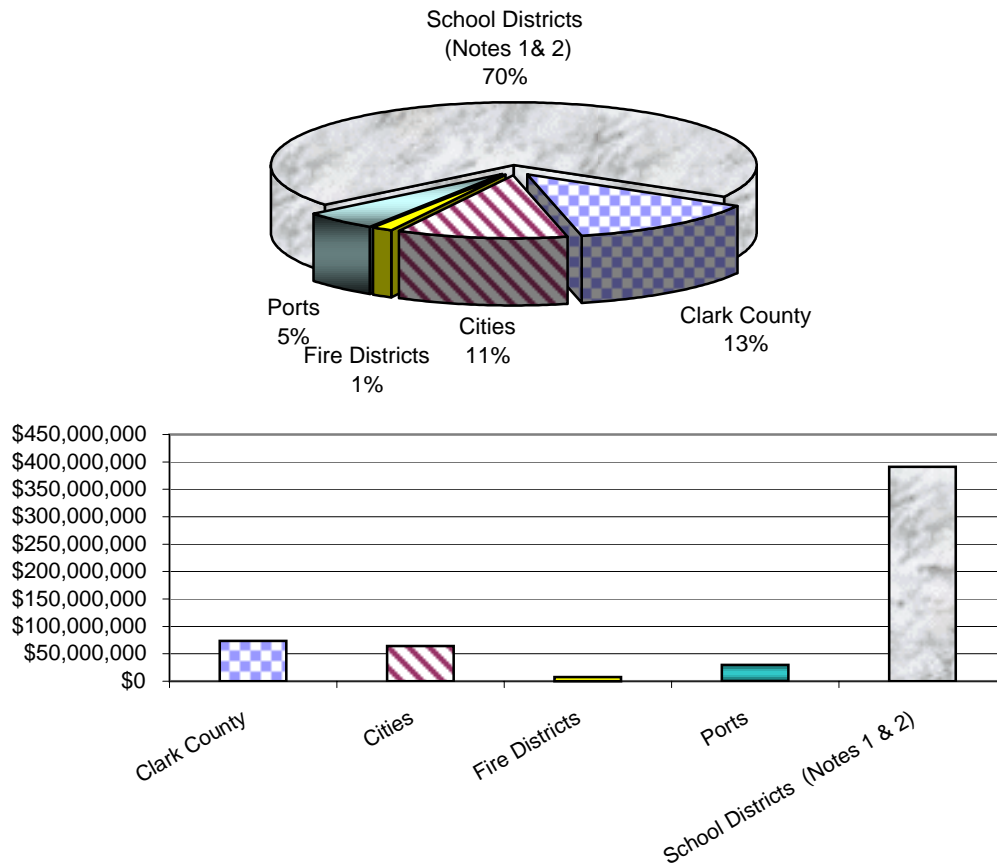 School Districts
(Notes 1& 2)
70%
Ports
5%
Fire Districts
1%
Cities
11%
Clark County
13%
$450,000,000
$400,000,000
$350,000,000
$300,000,000
$250,000,000
$200,000,000
$150,000,000
$100,000,000
$50,000,000
$0
Clark County
Cities
Fire Districts
Ports
School Districts (Notes 1 & 2)